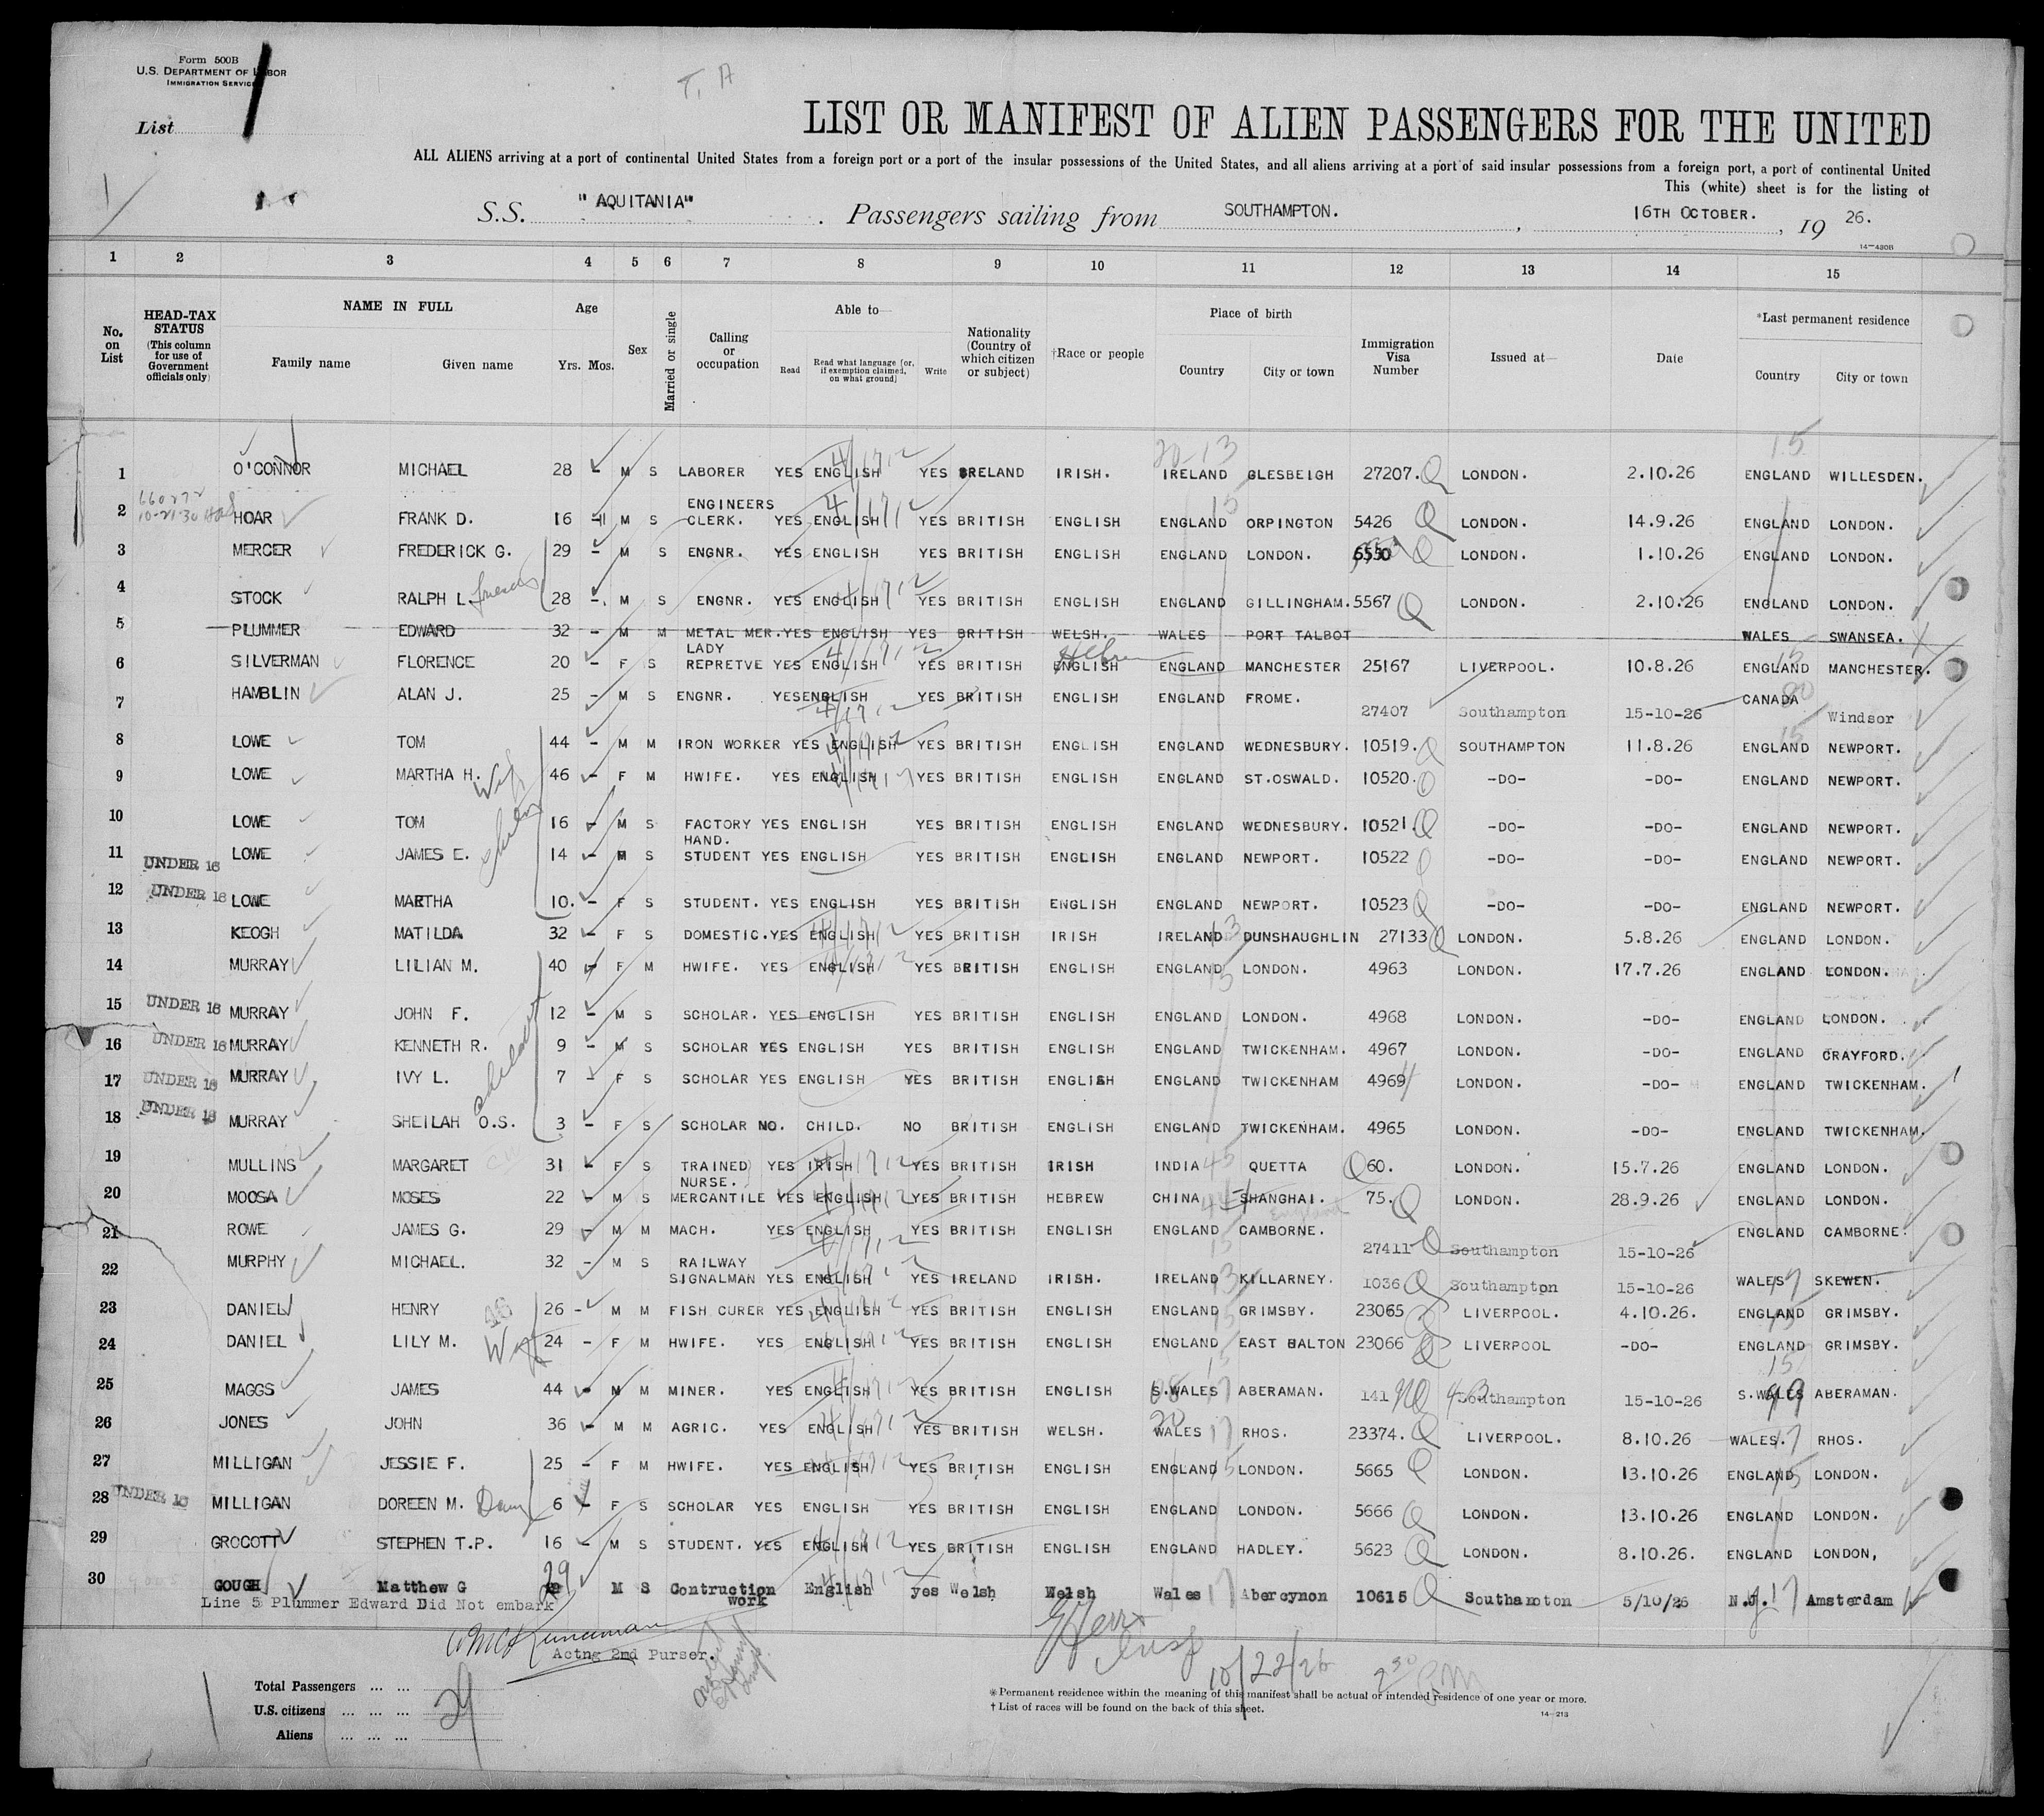 Form 500B
U.S. DEPARTMENT OF LABOR
IMMIGRATION SERVICE
List 1
T. A
LIST OR MANIFEST OF ALIEN PASSENGERS FOR THE UNITED
ALL ALIENS arriving at a port of continental United States from a foreign port or a port of the insular possessions of the United States, and all aliens arriving at a port of said insular possessions from a foreign port, a port of continental United
This (white) sheet is for the listing of
S.S. "AQUITANIA" . Passengers sailing from SOUTHAMPTON. , 16TH OCTOBER. , 19 26.
14-430B
1 2 3 4 5 6 7 8 9 10 11 12 13 14 15
No. on List HEAD-TAX STATUS (This column for use of Government officials only) NAME IN FULL Family name Given name Age Yrs. Mos. Sex Married or single Calling or occupation Able to— Read Read what language [or, if exemption claimed, on what ground] Write Nationality (Country of which citizen or subject) †Race or people Place of birth Country City or town Immigration Visa Number Issued at— Date *Last permanent residence Country City or town
1 O'CONNOR MICHAEL 28 - M S LABORER YES ENGLISH YES IRELAND IRISH. IRELAND GLESBEIGH 27207. LONDON. 2.10.26 ENGLAND WILLESDEN.
2 HOAR FRANK D. 16 -11 M S ENGINEERS CLERK. YES ENGLISH YES BRITISH ENGLISH ENGLAND ORPINGTON 5426 LONDON. 14.9.26 ENGLAND LONDON.
3 MERCER FREDERICK G. 29 - M S ENGNR. YES ENGLISH YES BRITISH ENGLISH ENGLAND LONDON. 5550 LONDON. 1.10.26 ENGLAND LONDON.
4 STOCK RALPH L. friend 28 - M S ENGNR. YES ENGLISH YES BRITISH ENGLISH ENGLAND GILLINGHAM. 5567 LONDON. 2.10.26 ENGLAND LONDON.
5 PLUMMER EDWARD 32 - M M METAL MER. YES ENGLISH YES BRITISH WELSH. WALES PORT TALBOT WALES SWANSEA.
6 SILVERMAN FLORENCE 20 - F S LADY REPRETVE YES ENGLISH YES BRITISH ENGLISH Hebrew ENGLAND MANCHESTER 25167 LIVERPOOL. 10.8.26 ENGLAND MANCHESTER.
7 HAMBLIN ALAN J. 25 - M S ENGNR. YES ENGLISH YES BRITISH ENGLISH ENGLAND FROME. 27407 Southampton 15-10-26 CANADA Windsor
8 LOWE TOM 44 - M M IRON WORKER YES ENGLISH YES BRITISH ENGLISH ENGLAND WEDNESBURY. 10519. SOUTHAMPTON 11.8.26 ENGLAND NEWPORT.
9 LOWE MARTHA H. Wife 46 - F M HWIFE. YES ENGLISH YES BRITISH ENGLISH ENGLAND ST.OSWALD. 10520. -DO- -DO- ENGLAND NEWPORT.
10 LOWE TOM 16 - M S FACTORY HAND. YES ENGLISH YES BRITISH ENGLISH ENGLAND WEDNESBURY. 10521. -DO- -DO- ENGLAND NEWPORT.
11 UNDER 16 LOWE JAMES E. 14 - M S STUDENT YES ENGLISH YES BRITISH ENGLISH ENGLAND NEWPORT. 10522 -DO- -DO- ENGLAND NEWPORT.
12 UNDER 16 LOWE MARTHA 10. - F S STUDENT. YES ENGLISH YES BRITISH ENGLISH ENGLAND NEWPORT. 10523 -DO- -DO- ENGLAND NEWPORT.
13 KEOGH MATILDA 32 - F S DOMESTIC. YES ENGLISH YES BRITISH IRISH IRELAND DUNSHAUGHLIN 27133 LONDON. 5.8.26 ENGLAND LONDON.
14 MURRAY LILIAN M. 40 - F M HWIFE. YES ENGLISH YES BRITISH ENGLISH ENGLAND LONDON. 4963 LONDON. 17.7.26 ENGLAND LONDON.
15 UNDER 16 MURRAY JOHN F. 12 - M S SCHOLAR. YES ENGLISH YES BRITISH ENGLISH ENGLAND LONDON. 4968 LONDON. -DO- ENGLAND LONDON.
16 UNDER 16 MURRAY KENNETH R. 9 - M S SCHOLAR YES ENGLISH YES BRITISH ENGLISH ENGLAND TWICKENHAM. 4967 LONDON. -DO- ENGLAND CRAYFORD.
17 UNDER 16 MURRAY IVY L. 7 - F S SCHOLAR YES ENGLISH YES BRITISH ENGLISH ENGLAND TWICKENHAM 4969 LONDON. -DO- ENGLAND TWICKENHAM.
18 UNDER 16 MURRAY SHEILAH O.S. 3 - F S SCHOLAR NO. CHILD. NO BRITISH ENGLISH ENGLAND TWICKENHAM. 4965 LONDON. -DO- ENGLAND TWICKENHAM.
19 MULLINS MARGARET 31 - F S TRAINED NURSE. YES IRISH YES BRITISH IRISH INDIA QUETTA 60. LONDON. 15.7.26 ENGLAND LONDON.
20 MOOSA MOSES 22 - M S MERCANTILE YES ENGLISH YES BRITISH HEBREW CHINA SHANGHAI. 75. LONDON. 28.9.26 ENGLAND LONDON.
21 ROWE JAMES G. 29 - M M MACH. YES ENGLISH YES BRITISH ENGLISH ENGLAND CAMBORNE. 27411 Southampton 15-10-26 ENGLAND CAMBORNE.
22 MURPHY MICHAEL. 32 - M S RAILWAY SIGNALMAN YES ENGLISH YES IRELAND IRISH. IRELAND KILLARNEY. 1036 Southampton 15-10-26 WALES SKEWEN.
23 DANIEL HENRY 26 - M M FISH CURER YES ENGLISH YES BRITISH ENGLISH ENGLAND GRIMSBY. 23065 LIVERPOOL. 4.10.26. ENGLAND GRIMSBY.
24 DANIEL LILY M. Wife 24 - F M HWIFE. YES ENGLISH YES BRITISH ENGLISH ENGLAND EAST HALTON 23066 LIVERPOOL -DO- ENGLAND GRIMSBY.
25 MAGGS JAMES 44 - M M MINER. YES ENGLISH YES BRITISH ENGLISH S.WALES ABERAMAN. 141 Southampton 15-10-26 S.WALES ABERAMAN.
26 JONES JOHN 36 - M M AGRIC. YES ENGLISH YES BRITISH WELSH. WALES RHOS. 23374. LIVERPOOL. 8.10.26 WALES. RHOS.
27 MILLIGAN JESSIE F. 25 - F M HWIFE. YES ENGLISH YES BRITISH ENGLISH ENGLAND LONDON. 5665 LONDON. 13.10.26 ENGLAND LONDON.
28 UNDER 16 MILLIGAN DOREEN M. 6 - F S SCHOLAR YES ENGLISH YES BRITISH ENGLISH ENGLAND LONDON. 5666 LONDON. 13.10.26 ENGLAND LONDON.
29 GROCOTT STEPHEN T.P. 16 - M S STUDENT. YES ENGLISH YES BRITISH ENGLISH ENGLAND HADLEY. 5623 LONDON. 8.10.26. ENGLAND LONDON,
30 GOUGH Matthew G 29 M S Contruction work English yes Welsh Welsh Wales Abercynon 10615 Southamton 5/10/26 N.J. Amsterdam
Line 5 Plummer Edward Did Not embark
Actng 2nd Purser.
10/22/26 2 30 PM
Total Passengers ... ...
U.S. citizens ... ... ... 29
Aliens ... ... ...
*Permanent residence within the meaning of this manifest shall be actual or intended residence of one year or more.
† List of races will be found on the back of this sheet.
14-213